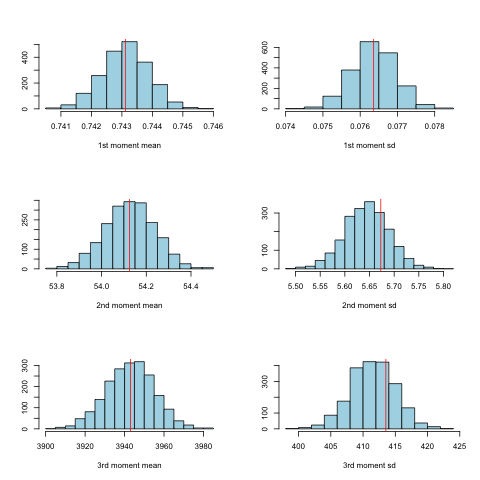 0 200 400
0.741 0.742 0.743 0.744 0.745 0.746
1st moment mean
0 200 400 600
0.074 0.075 0.076 0.077 0.078
1st moment sd
0 100 250
53.8 54.0 54.2 54.4
2nd moment mean
0 100 300
5.50 5.55 5.60 5.65 5.70 5.75 5.80
2nd moment sd
0 100 200 300
3900 3920 3940 3960 3980
3rd moment mean
0 100 300
400 405 410 415 420 425
3rd moment sd